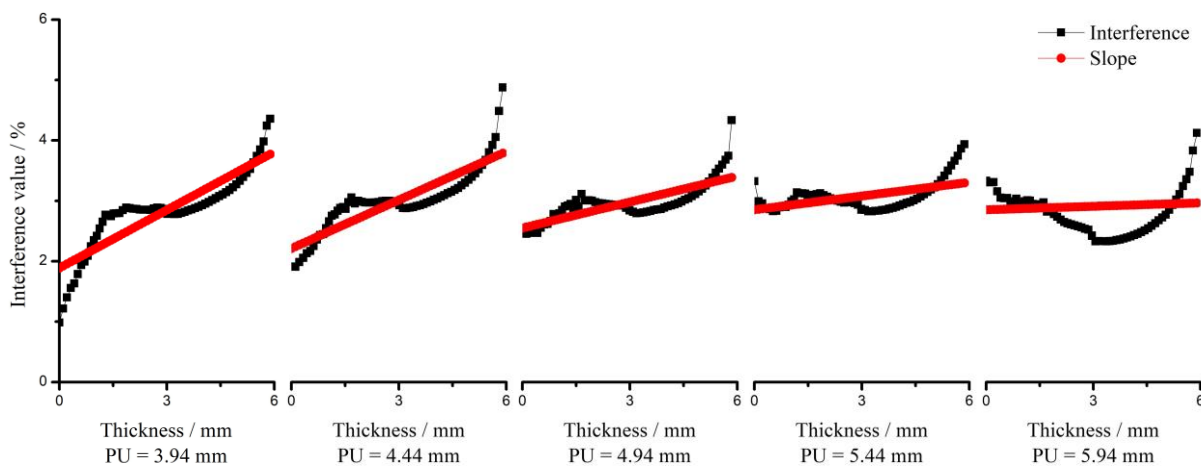 6
4
2
0
Interference value / %
Interference
Slope
0 3 6
0 3 6
0 3 6
0 3 6
0 3 6
Thickness / mm
PU = 3.94 mm
Thickness / mm
PU = 4.44 mm
Thickness / mm
PU = 4.94 mm
Thickness / mm
PU = 5.44 mm
Thickness / mm
PU = 5.94 mm